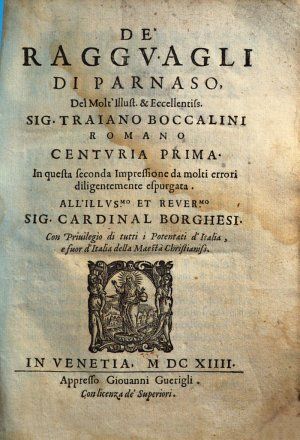 DE'
RAGGVAGLI
DI PARNASO,
Del Molt'Illust. & Eccellentiss.
SIG. TRAIANO BOCCALINI
ROMANO
CENTVRIA PRIMA.
In questa seconda Impressione da molti errori
diligentemente espurgata.
ALL'ILLVS.MO ET REVER.MO
SIG. CARDINAL BORGHESI.
Con Priuilegio di tutti i Potentati d'Italia,
e fuor d'Italia della Maestà Christianiss.
IN VENETIA, M DC XIIII.
Appresso Giouanni Guerigli.
Con licenza de' Superiori.